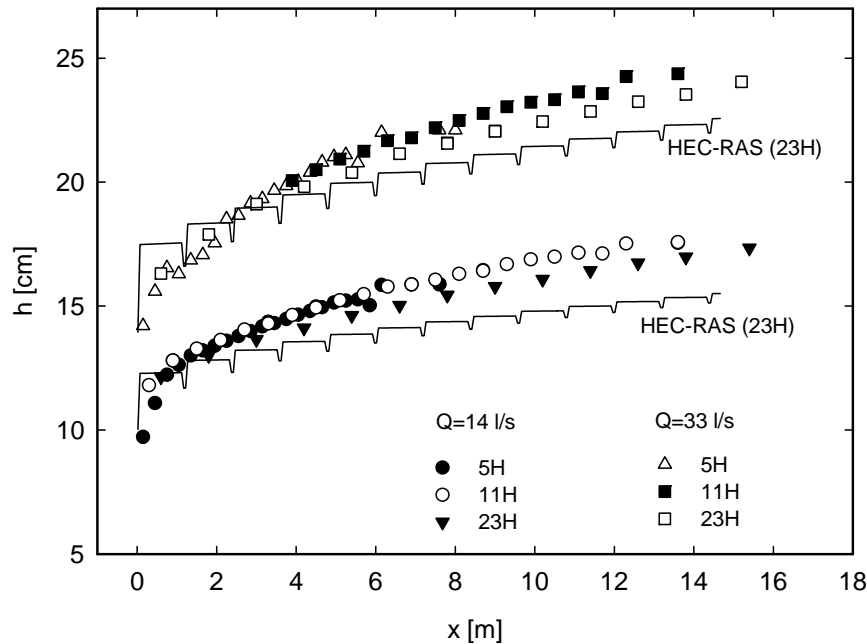 25
20
15
10
5
h [cm]
HEC-RAS (23H)
HEC-RAS (23H)
Q=14 l/s Q=33 l/s
5H 5H
11H 11H
23H 23H
0 2 4 6 8 10 12 14 16 18
x [m]